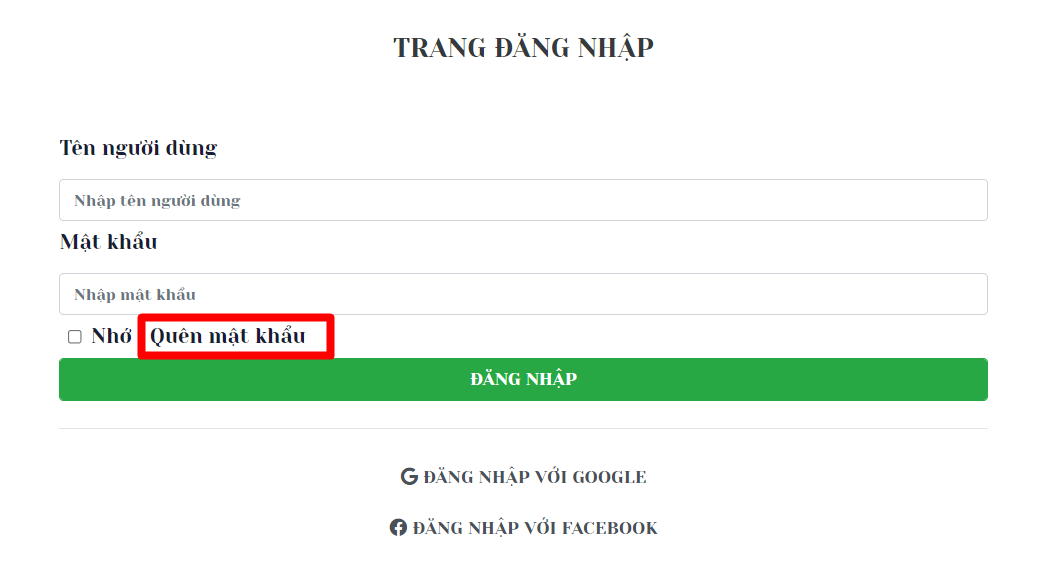 TRANG ĐĂNG NHẬP
Tên người dùng
Nhập tên người dùng
Mật khẩu
Nhập mật khẩu
Nhớ Quên mật khẩu
ĐĂNG NHẬP
ĐĂNG NHẬP VỚI GOOGLE
ĐĂNG NHẬP VỚI FACEBOOK